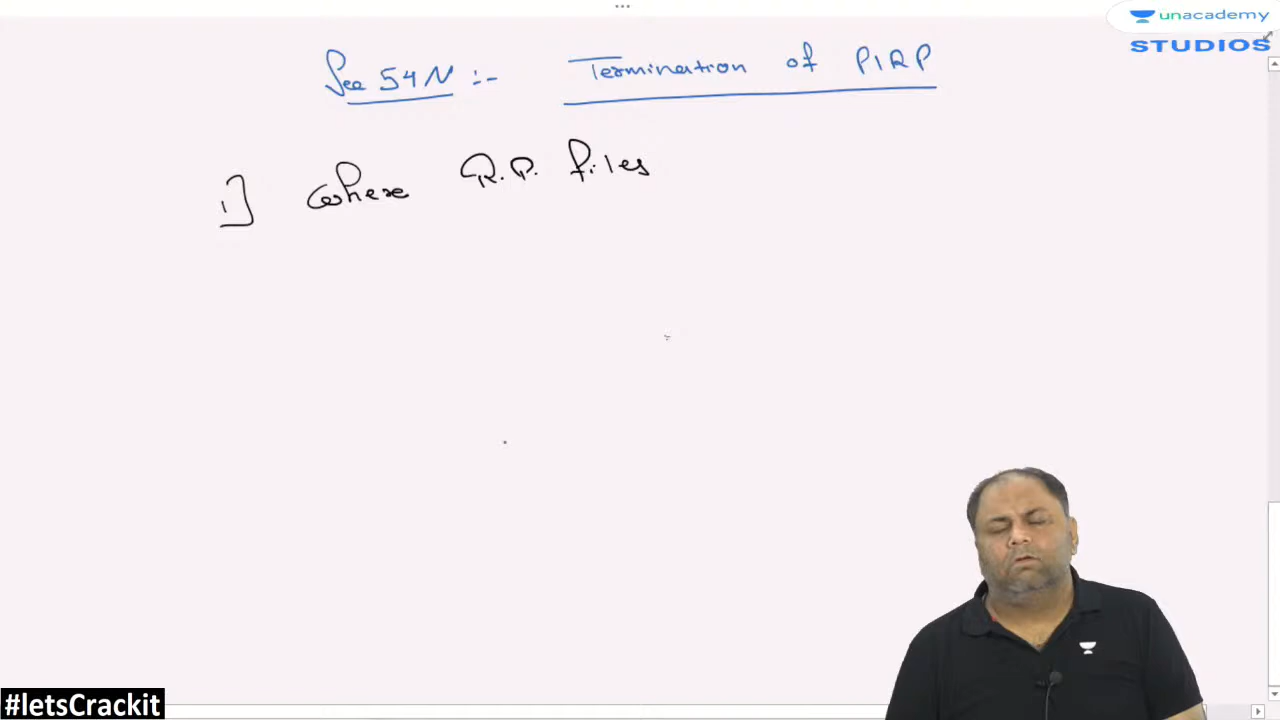 unacademy
STUDIOS
Sec 54N :- Termination of PIRP
1] Where R.P. files
#letsCrackit